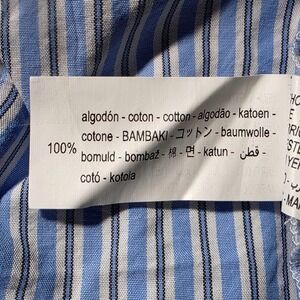 algodón - coton - cotton - algodão - katoen -
cotone - BAMBAKI - コットン - baumwolle -
100%
bomuld - bombaž - 棉 - 면 - katun - قطن -
cotó - kotoia